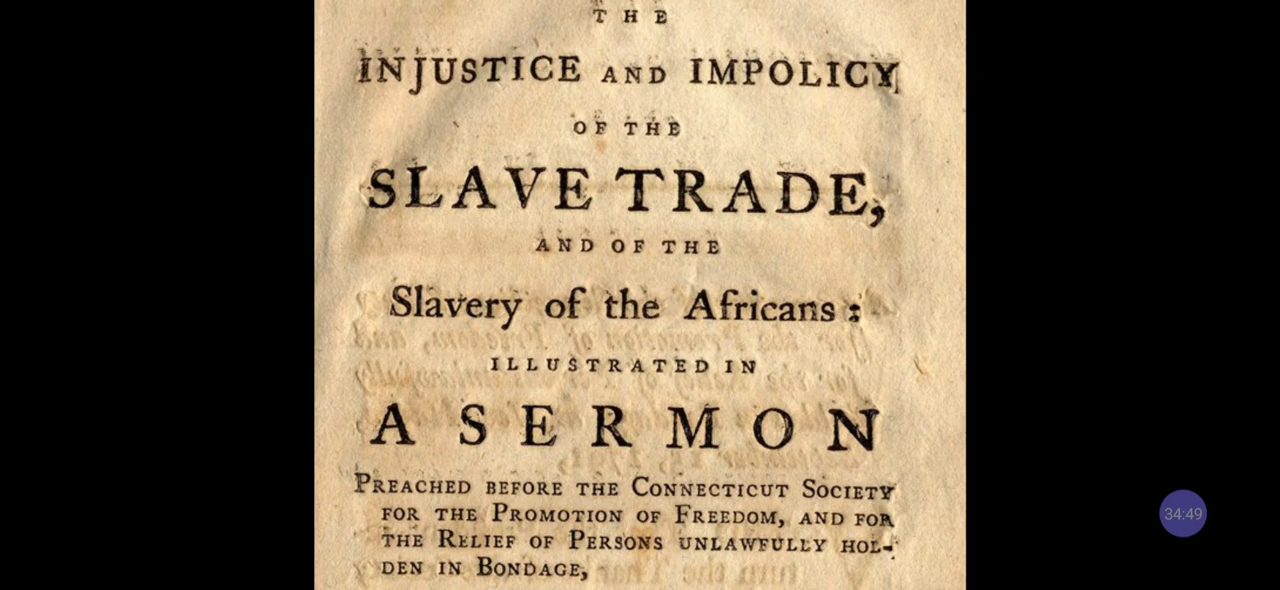 THE
INJUSTICE AND IMPOLICY
OF THE
SLAVE TRADE,
AND OF THE
Slavery of the Africans:
ILLUSTRATED IN
A SERMON
PREACHED BEFORE THE CONNECTICUT SOCIETY
FOR THE PROMOTION OF FREEDOM, AND FOR
THE RELIEF OF PERSONS UNLAWFULLY HOL-
DEN IN BONDAGE,
34:49